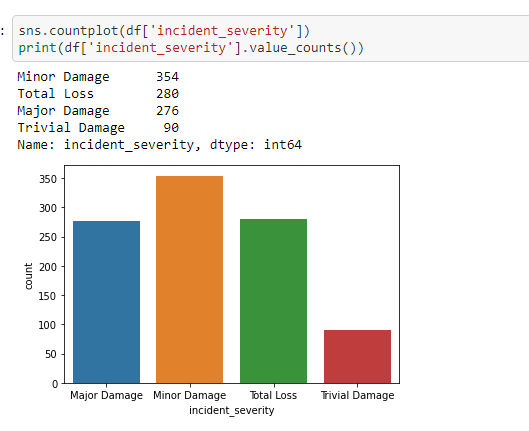 : sns.countplot(df['incident_severity'])
print(df['incident_severity'].value_counts())
Minor Damage 354
Total Loss 280
Major Damage 276
Trivial Damage 90
Name: incident_severity, dtype: int64
350
300
250
200
150
100
50
0
count
Major Damage Minor Damage Total Loss Trivial Damage
incident_severity